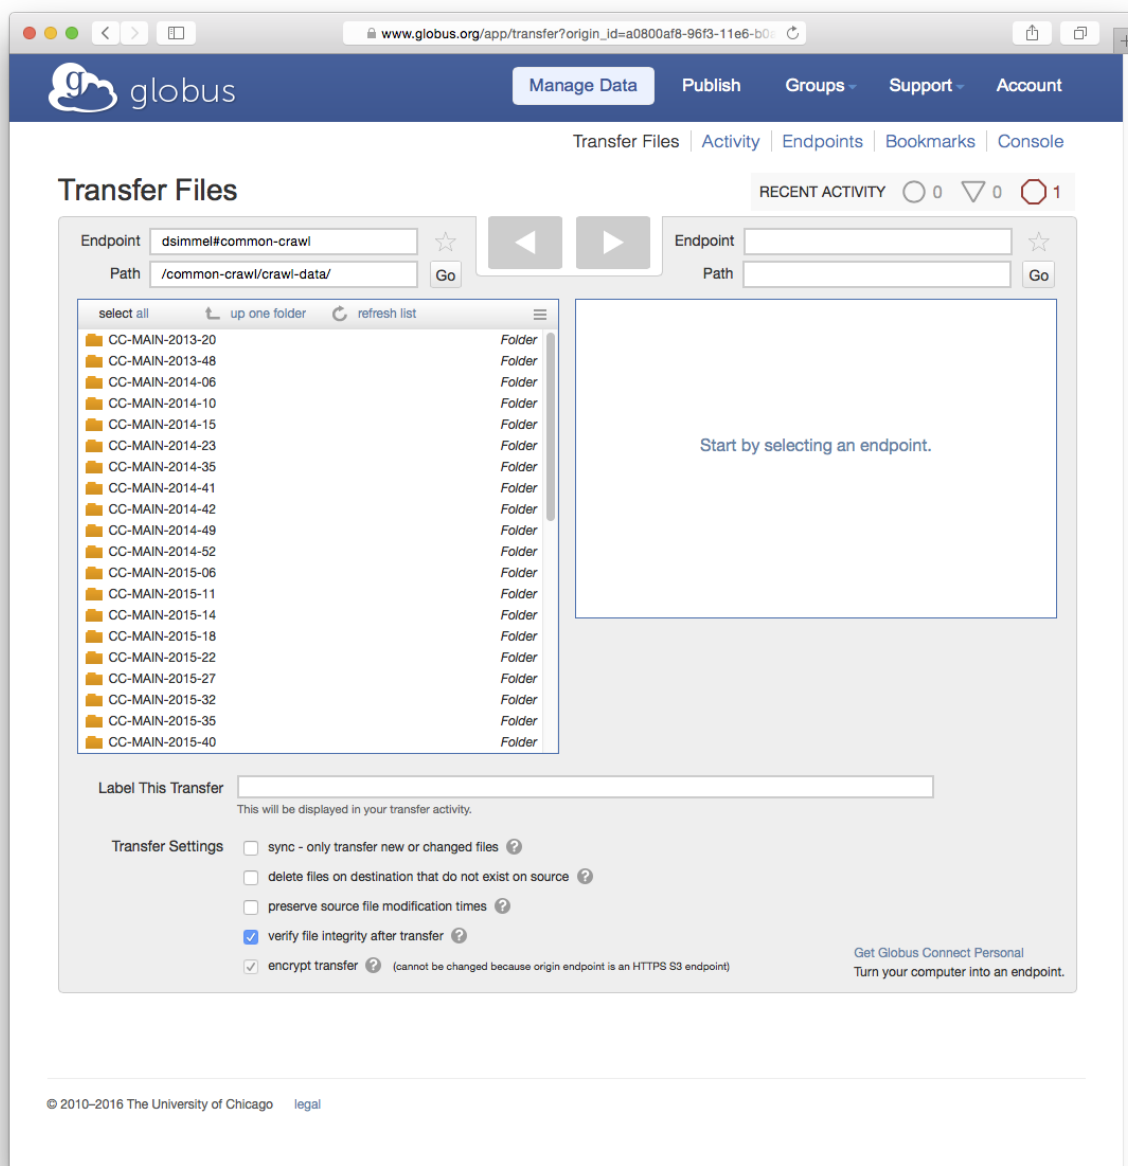 www.globus.org/app/transfer?origin_id=a0800af8-96f3-11e6-b0
globus
Manage Data Publish Groups Support Account
Transfer Files Activity Endpoints Bookmarks Console
Transfer Files
RECENT ACTIVITY 0 0 1
Endpoint dsimmel#common-crawl Endpoint
Path /common-crawl/crawl-data/ Go Path Go
select all up one folder refresh list
CC-MAIN-2013-20 Folder
CC-MAIN-2013-48 Folder
CC-MAIN-2014-06 Folder
CC-MAIN-2014-10 Folder
CC-MAIN-2014-15 Folder
CC-MAIN-2014-23 Folder
CC-MAIN-2014-35 Folder
CC-MAIN-2014-41 Folder
CC-MAIN-2014-42 Folder
CC-MAIN-2014-49 Folder
CC-MAIN-2014-52 Folder
CC-MAIN-2015-06 Folder
CC-MAIN-2015-11 Folder
CC-MAIN-2015-14 Folder
CC-MAIN-2015-18 Folder
CC-MAIN-2015-22 Folder
CC-MAIN-2015-27 Folder
CC-MAIN-2015-32 Folder
CC-MAIN-2015-35 Folder
CC-MAIN-2015-40 Folder
Start by selecting an endpoint.
Label This Transfer
This will be displayed in your transfer activity.
Transfer Settings sync - only transfer new or changed files
delete files on destination that do not exist on source
preserve source file modification times
verify file integrity after transfer
encrypt transfer (cannot be changed because origin endpoint is an HTTPS S3 endpoint)
Get Globus Connect Personal
Turn your computer into an endpoint.
© 2010–2016 The University of Chicago legal